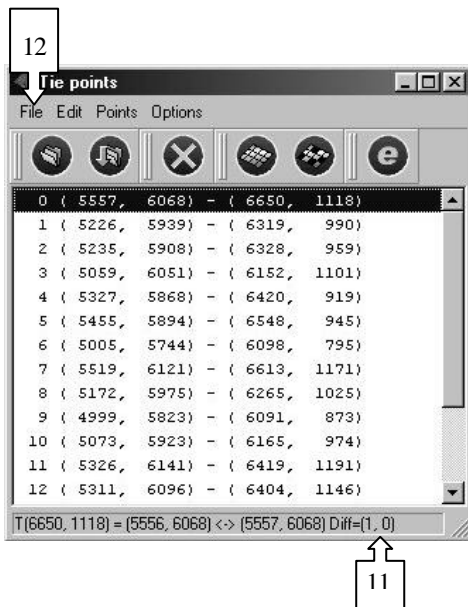 12
Tie points
File Edit Points Options
e
0 ( 5557, 6068) - ( 6650, 1118)
1 ( 5226, 5939) - ( 6319, 990)
2 ( 5235, 5908) - ( 6328, 959)
3 ( 5059, 6051) - ( 6152, 1101)
4 ( 5327, 5868) - ( 6420, 919)
5 ( 5455, 5894) - ( 6548, 945)
6 ( 5005, 5744) - ( 6098, 795)
7 ( 5519, 6121) - ( 6613, 1171)
8 ( 5172, 5975) - ( 6265, 1025)
9 ( 4999, 5823) - ( 6091, 873)
10 ( 5073, 5923) - ( 6165, 974)
11 ( 5326, 6141) - ( 6419, 1191)
12 ( 5311, 6096) - ( 6404, 1146)
T(6650, 1118) = (5556, 6068) <-> (5557, 6068) Diff=(1, 0)
11